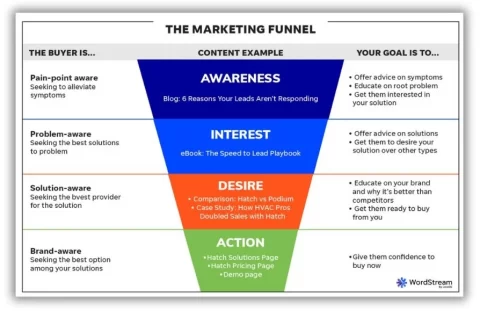 THE MARKETING FUNNEL
THE BUYER IS...
CONTENT EXAMPLE
YOUR GOAL IS TO...
Pain-point aware
Seeking to alleviate
symptoms
AWARENESS
Blog: 6 Reasons Your Leads Aren't Responding
• Offer advice on symptoms
• Educate on root problem
• Get them interested in
your solution
Problem-aware
Seeking the best solutions
to problem
INTEREST
eBook: The Speed to Lead Playbook
• Offer advice on solutions
• Get them to desire your
solution over other types
Solution-aware
Seeking the bvest provider
for the solution
DESIRE
• Comparison: Hatch vs Podium
• Case Study: How HVAC Pros
Doubled Sales with Hatch
• Educate on your brand
and why it's better than
competitors
• Get them ready to buy
from you
Brand-aware
Seeking the best option
among your solutions
ACTION
•Hatch Solutions Page
•Hatch Pricing Page
•Demo page
•Give them confidence to
buy now
WordStream